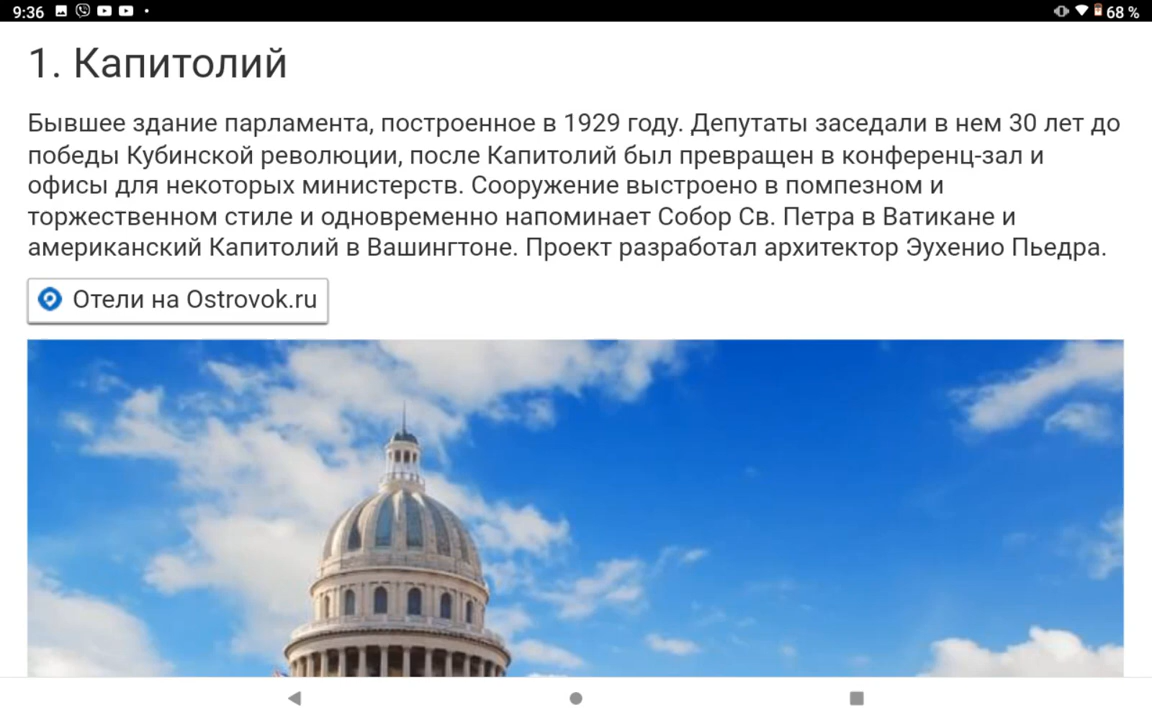 9:36
68 %
1. Капитолий
Бывшее здание парламента, построенное в 1929 году. Депутаты заседали в нем 30 лет до
победы Кубинской революции, после Капитолий был превращен в конференц-зал и
офисы для некоторых министерств. Сооружение выстроено в помпезном и
торжественном стиле и одновременно напоминает Собор Св. Петра в Ватикане и
американский Капитолий в Вашингтоне. Проект разработал архитектор Эухенио Пьедра.
Отели на Ostrovok.ru